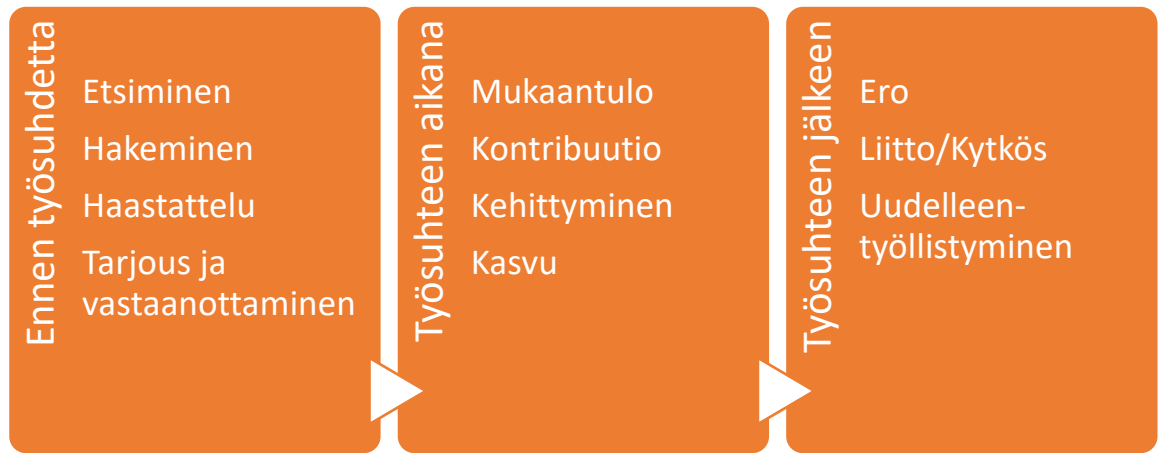 Ennen työsuhdetta
Etsiminen
Hakeminen
Haastattelu
Tarjous ja
vastaanottaminen
Työsuhteen aikana
Mukaantulo
Kontribuutio
Kehittyminen
Kasvu
Työsuhteen jälkeen
Ero
Liitto/Kytkös
Uudelleen-
työllistyminen